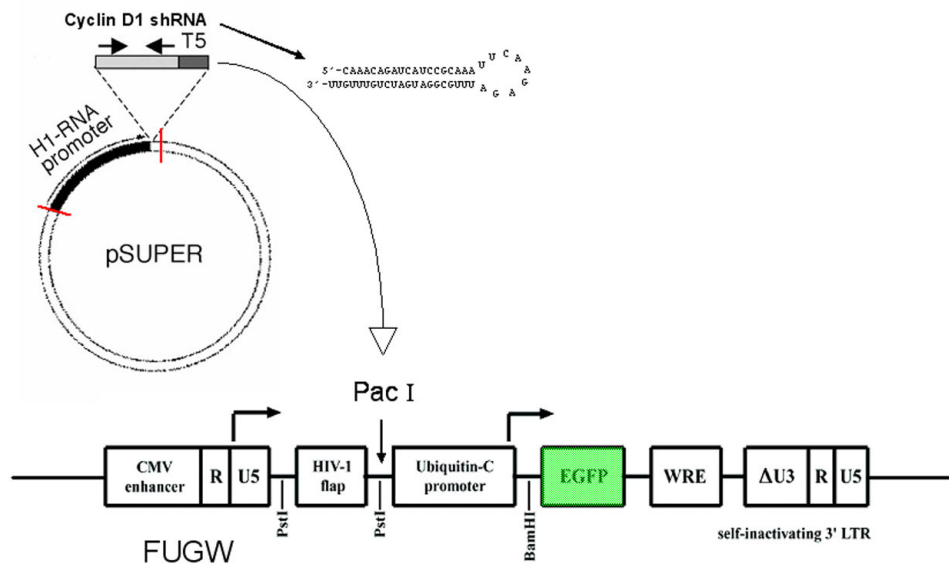 Cyclin D1 shRNA
T5
5´-CAAACAGAUCAUCCGCAAA
UUCAAGAGA
3´-UUGUUUGUCUAGUAGGCGUUU
H1-RNA
promoter
pSUPER
Pac I
CMV
enhancer
R
U5
PstI
HIV-1
flap
PstI
Ubiquitin-C
promoter
BamHI
EGFP
WRE
ΔU3
R
U5
self-inactivating 3' LTR
FUGW